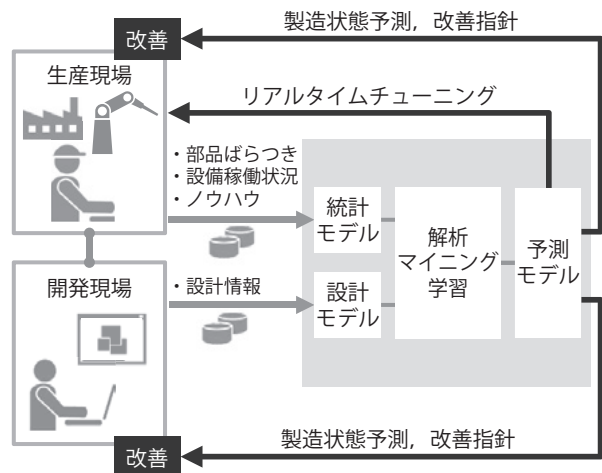 製造状態予測，改善指針
改善
生産現場
リアルタイムチューニング
・部品ばらつき
・設備稼働状況
・ノウハウ
統計
モデル
解析
マイニング
学習
予測
モデル
開発現場
・設計情報
設計
モデル
製造状態予測，改善指針
改善